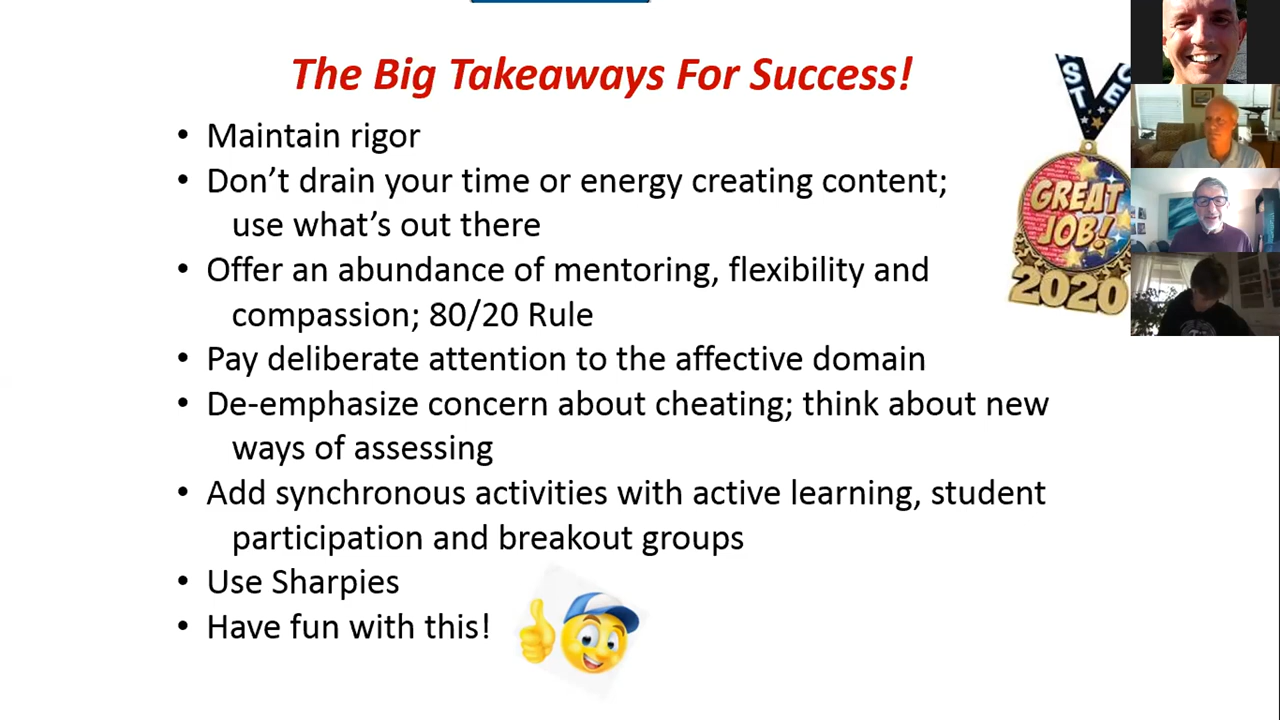 The Big Takeaways For Success!
• Maintain rigor
• Don’t drain your time or energy creating content;
use what’s out there
• Offer an abundance of mentoring, flexibility and
compassion; 80/20 Rule
• Pay deliberate attention to the affective domain
• De-emphasize concern about cheating; think about new
ways of assessing
• Add synchronous activities with active learning, student
participation and breakout groups
• Use Sharpies
• Have fun with this!
GREAT
JOB!
2020